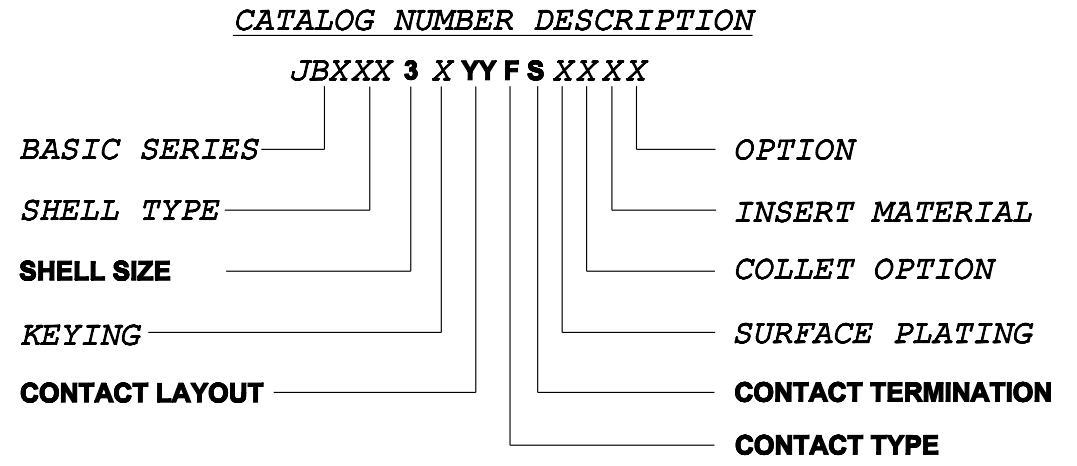 CATALOG NUMBER DESCRIPTION
JBXXX 3 X YY F S XXXX
BASIC SERIES
OPTION
SHELL TYPE
INSERT MATERIAL
SHELL SIZE
COLLET OPTION
KEYING
SURFACE PLATING
CONTACT LAYOUT
CONTACT TERMINATION
CONTACT TYPE